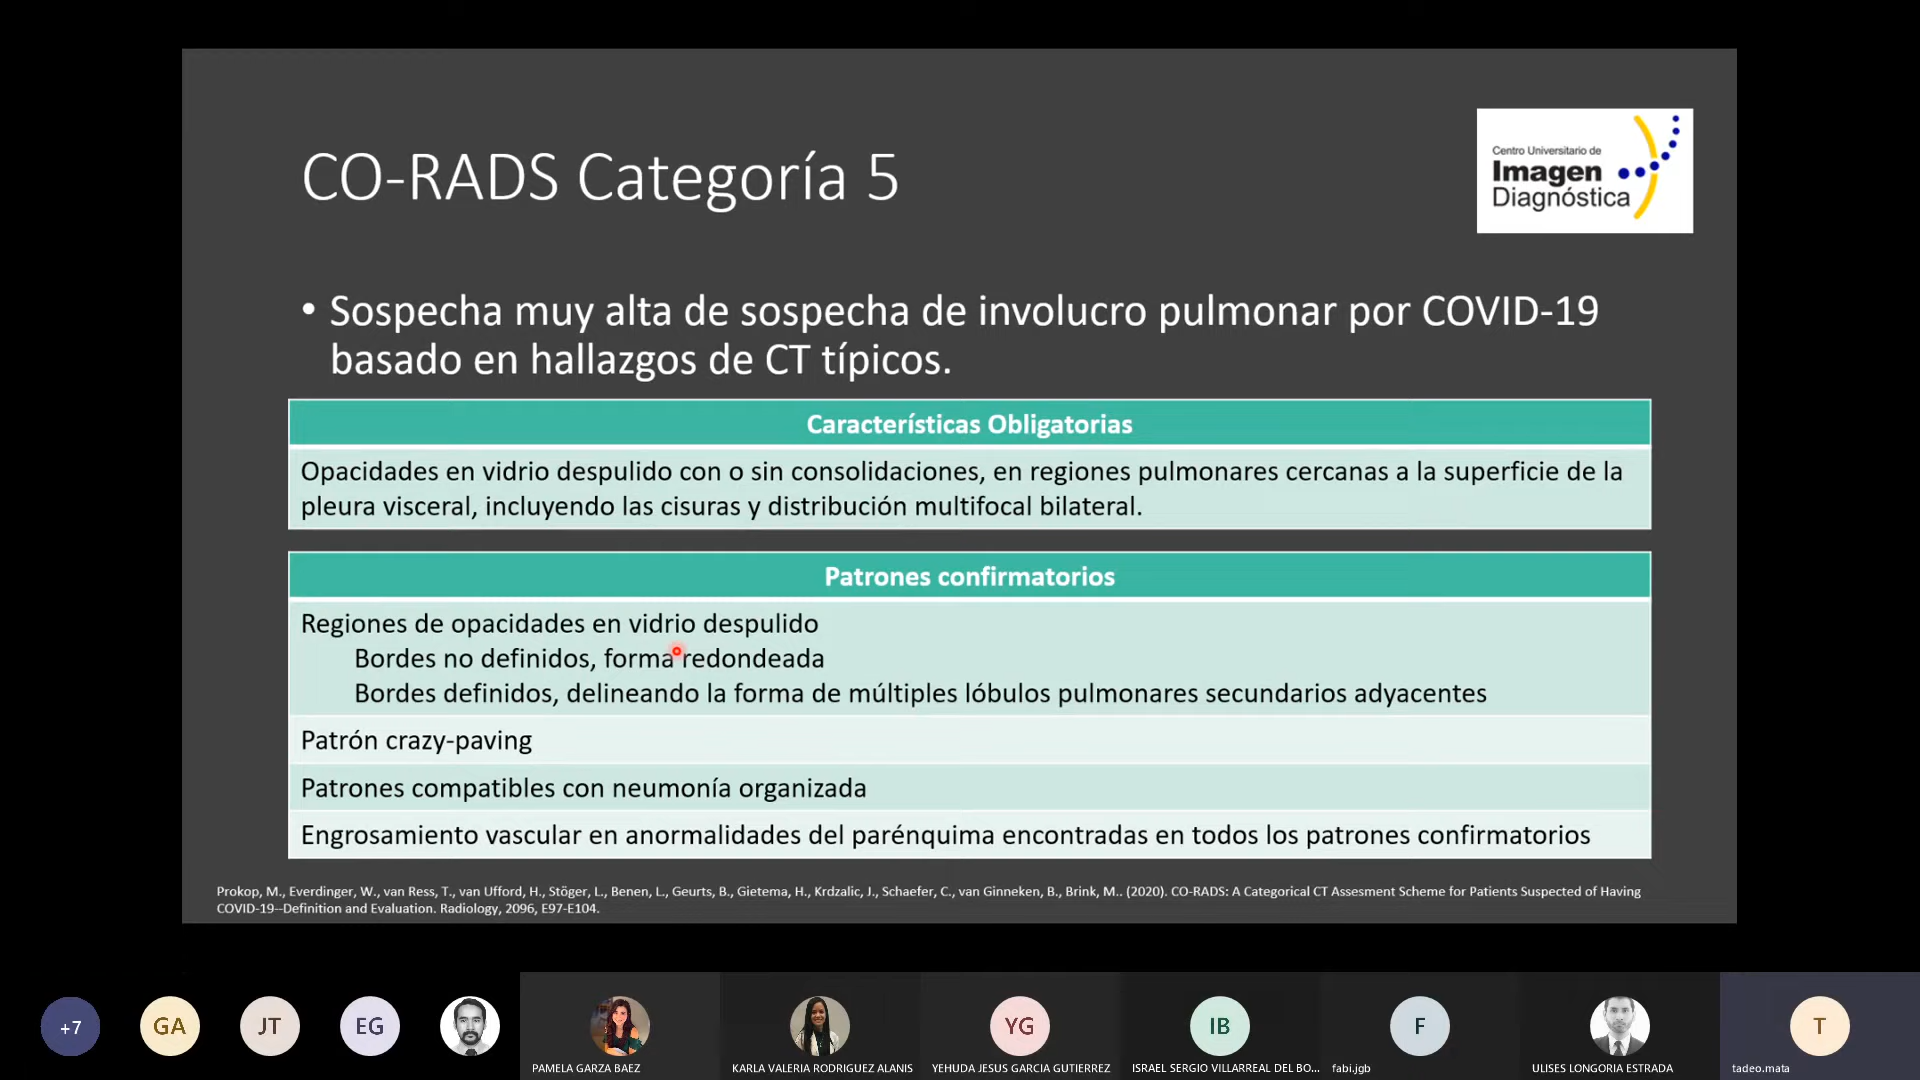 CO-RADS Categoría 5
Centro Universitario de
Imagen
Diagnóstica
• Sospecha muy alta de sospecha de involucro pulmonar por COVID-19
basado en hallazgos de CT típicos.
Características Obligatorias
Opacidades en vidrio despulido con o sin consolidaciones, en regiones pulmonares cercanas a la superficie de la
pleura visceral, incluyendo las cisuras y distribución multifocal bilateral.
Patrones confirmatorios
Regiones de opacidades en vidrio despulido
Bordes no definidos, forma redondeada
Bordes definidos, delineando la forma de múltiples lóbulos pulmonares secundarios adyacentes
Patrón crazy-paving
Patrones compatibles con neumonía organizada
Engrosamiento vascular en anormalidades del parénquima encontradas en todos los patrones confirmatorios
Prokop, M., Everdinger, W., van Ress, T., van Ufford, H., Stöger, L., Benen, L., Geurts, B., Gietema, H., Krdzalic, J., Schaefer, C., van Ginneken, B., Brink, M.. (2020). CO-RADS: A Categorical CT Assesment Scheme for Patients Suspected of Having
COVID-19--Definition and Evaluation. Radiology, 2096, E97-E104.
+7
GA
JT
EG
YG
IB
F
T
PAMELA GARZA BAEZ
KARLA VALERIA RODRIGUEZ ALANIS
YEHUDA JESUS GARCIA GUTIERREZ
ISRAEL SERGIO VILLARREAL DEL BO...
fabi.jgb
ULISES LONGORIA ESTRADA
tadeo.mata